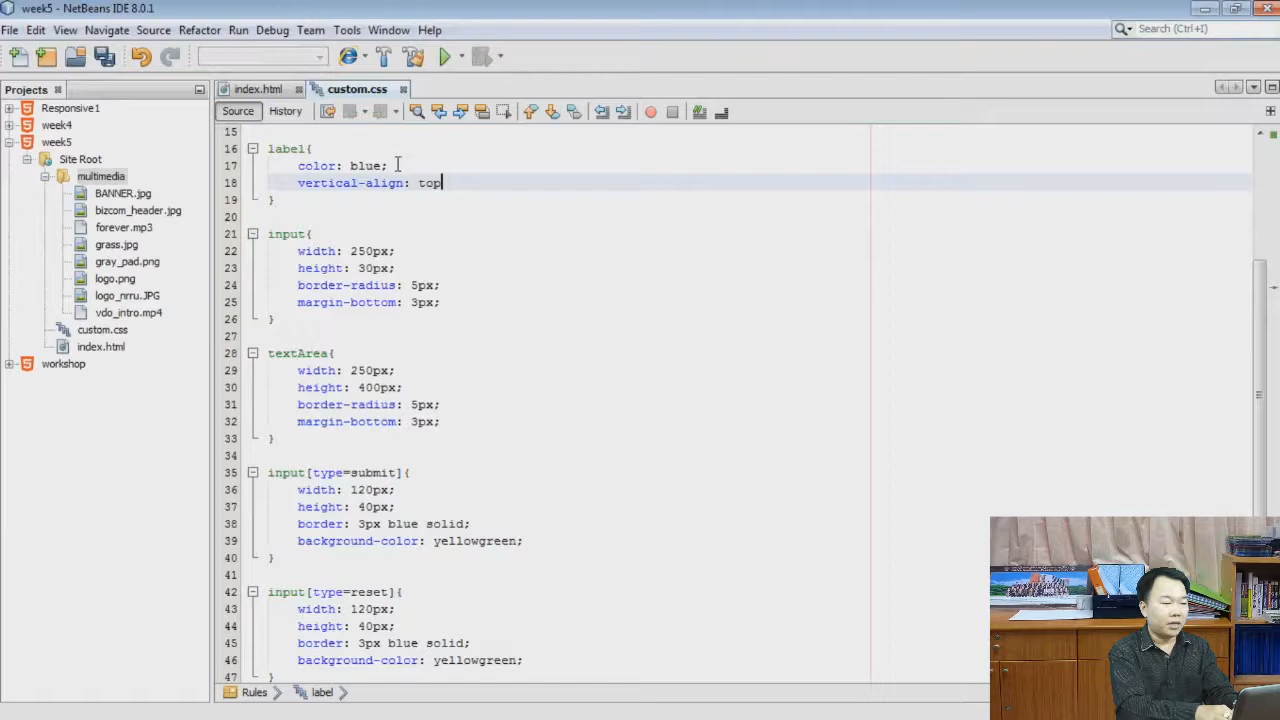 week5 - NetBeans IDE 8.0.1
File Edit View Navigate Source Refactor Run Debug Team Tools Window Help
Search (Ctrl+I)
Projects
Responsive1
week4
week5
Site Root
multimedia
BANNER.jpg
bizcom_header.jpg
forever.mp3
grass.jpg
gray_pad.png
logo.png
logo_nrru.JPG
vdo_intro.mp4
custom.css
index.html
workshop
index.html custom.css
Source History
15
16 label{
17 color: blue;
18 vertical-align: top
19 }
20
21 input{
22 width: 250px;
23 height: 30px;
24 border-radius: 5px;
25 margin-bottom: 3px;
26 }
27
28 textArea{
29 width: 250px;
30 height: 400px;
31 border-radius: 5px;
32 margin-bottom: 3px;
33 }
34
35 input[type=submit]{
36 width: 120px;
37 height: 40px;
38 border: 3px blue solid;
39 background-color: yellowgreen;
40 }
41
42 input[type=reset]{
43 width: 120px;
44 height: 40px;
45 border: 3px blue solid;
46 background-color: yellowgreen;
47 }
Rules label